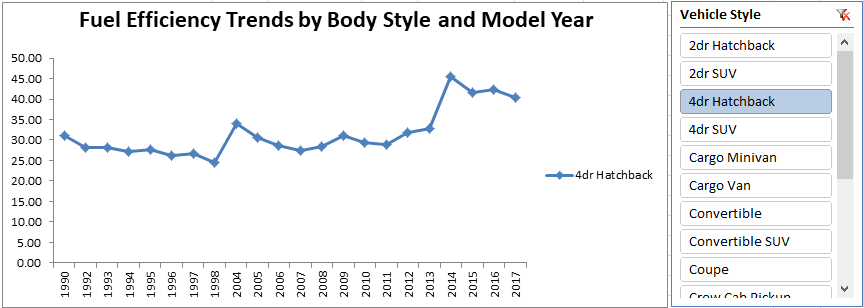 Fuel Efficiency Trends by Body Style and Model Year
50.00
45.00
40.00
35.00
30.00
25.00
20.00
15.00
10.00
5.00
0.00
1990
1992
1993
1994
1995
1996
1997
1998
2004
2005
2006
2007
2008
2009
2010
2011
2012
2013
2014
2015
2016
2017
4dr Hatchback
Vehicle Style
2dr Hatchback
2dr SUV
4dr Hatchback
4dr SUV
Cargo Minivan
Cargo Van
Convertible
Convertible SUV
Coupe
Crew Cab Pickup